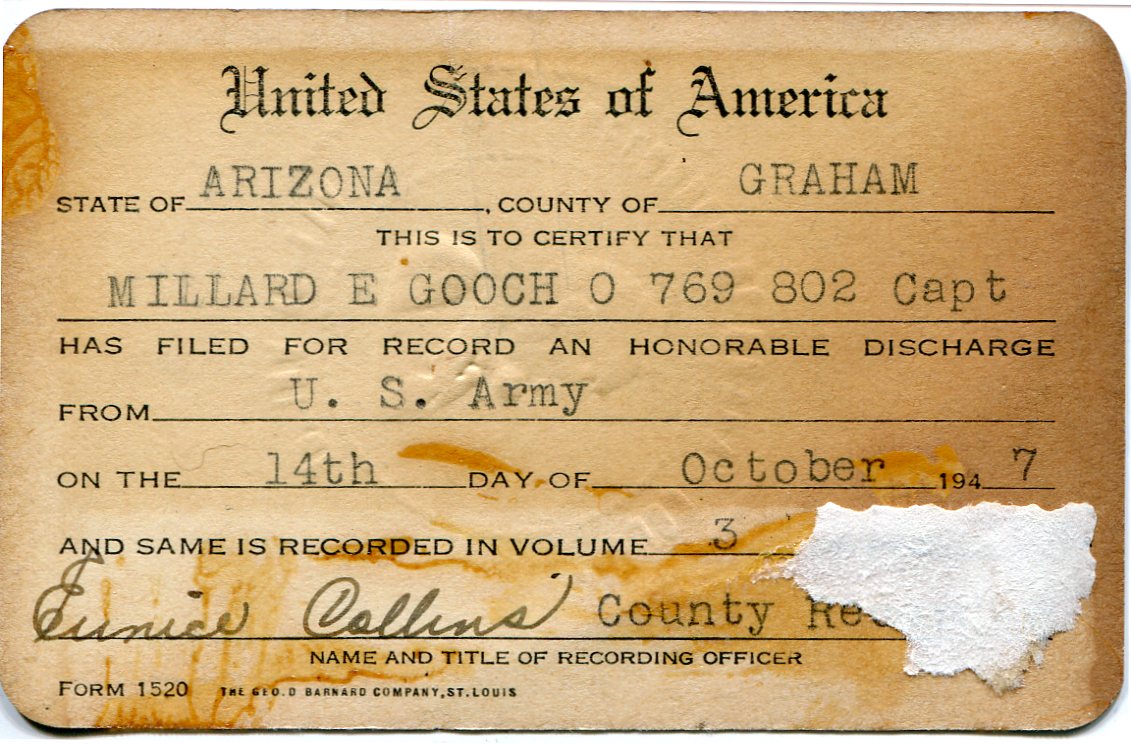 United States of America
STATE OF ARIZONA, COUNTY OF GRAHAM
THIS IS TO CERTIFY THAT
MILLARD E GOOCH O 769 802 Capt
HAS FILED FOR RECORD AN HONORABLE DISCHARGE
FROM U. S. Army
ON THE 14th DAY OF October 1947
AND SAME IS RECORDED IN VOLUME 3
Eunice Collins County Re
NAME AND TITLE OF RECORDING OFFICER
FORM 1520 THE GEO. D BARNARD COMPANY, ST. LOUIS